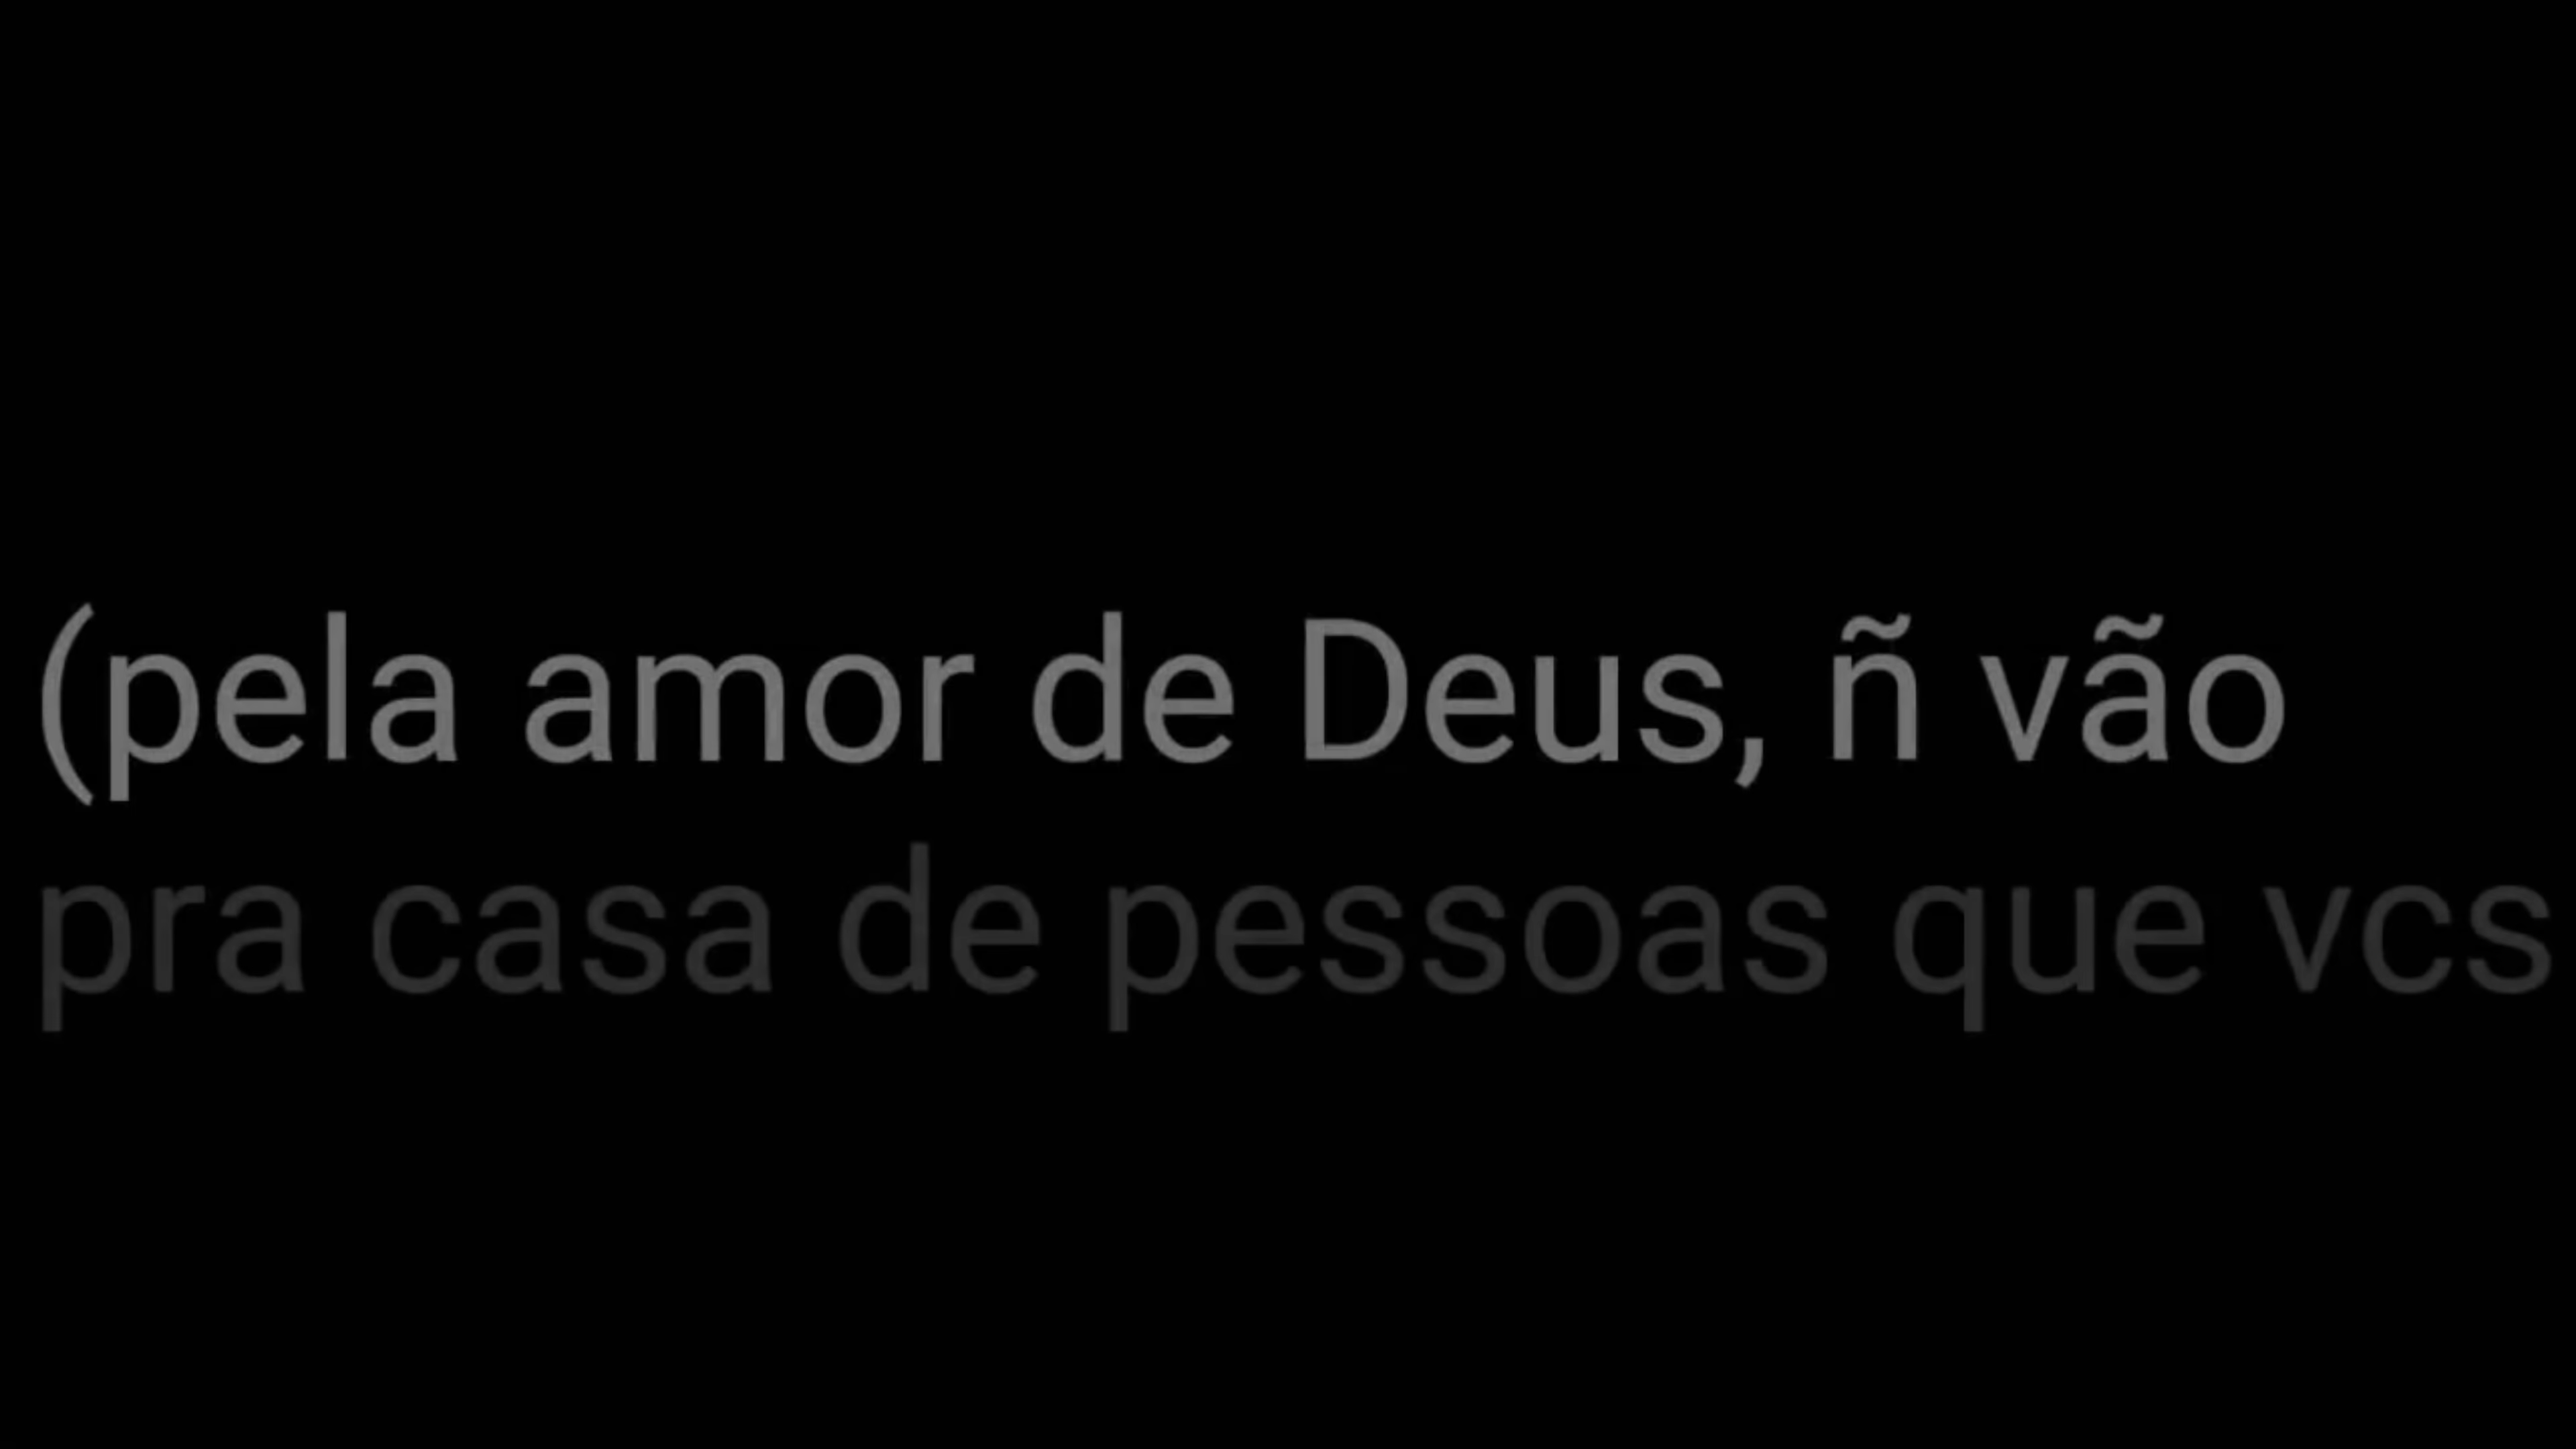 (pela amor de Deus, ñ vão
pra casa de pessoas que vcs